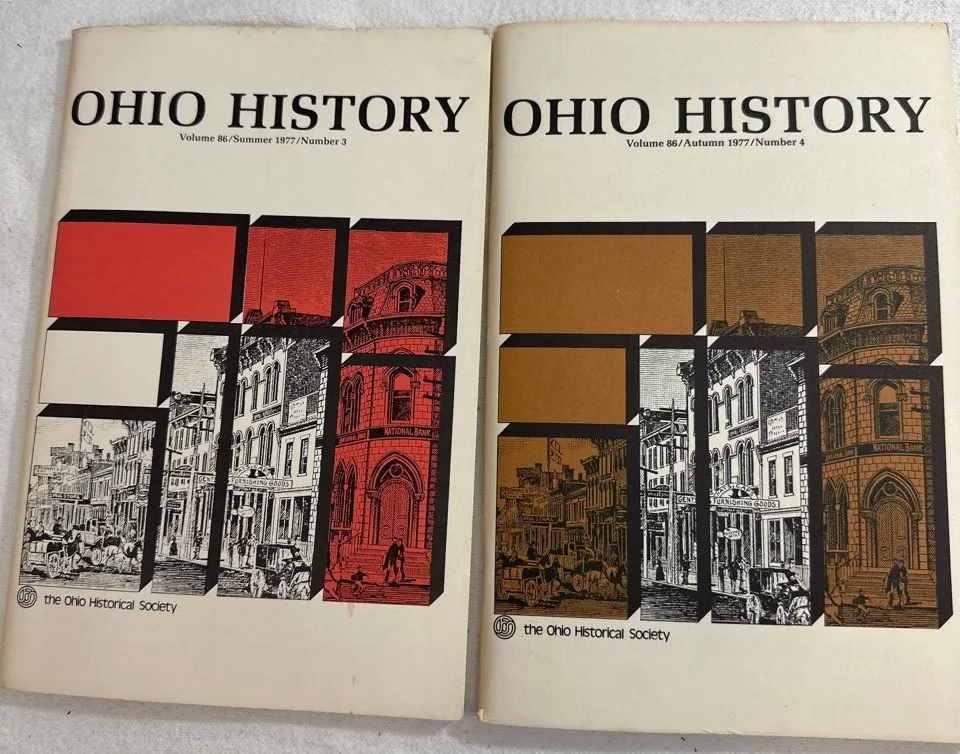 OHIO HISTORY
Volume 86/Summer 1977/Number 3
NATIONAL BANK
FURNISHING GOODS
the Ohio Historical Society
OHIO HISTORY
Volume 86/Autumn 1977/Number 4
NATIONAL BANK
GENTS
FURNISHING GOODS
the Ohio Historical Society